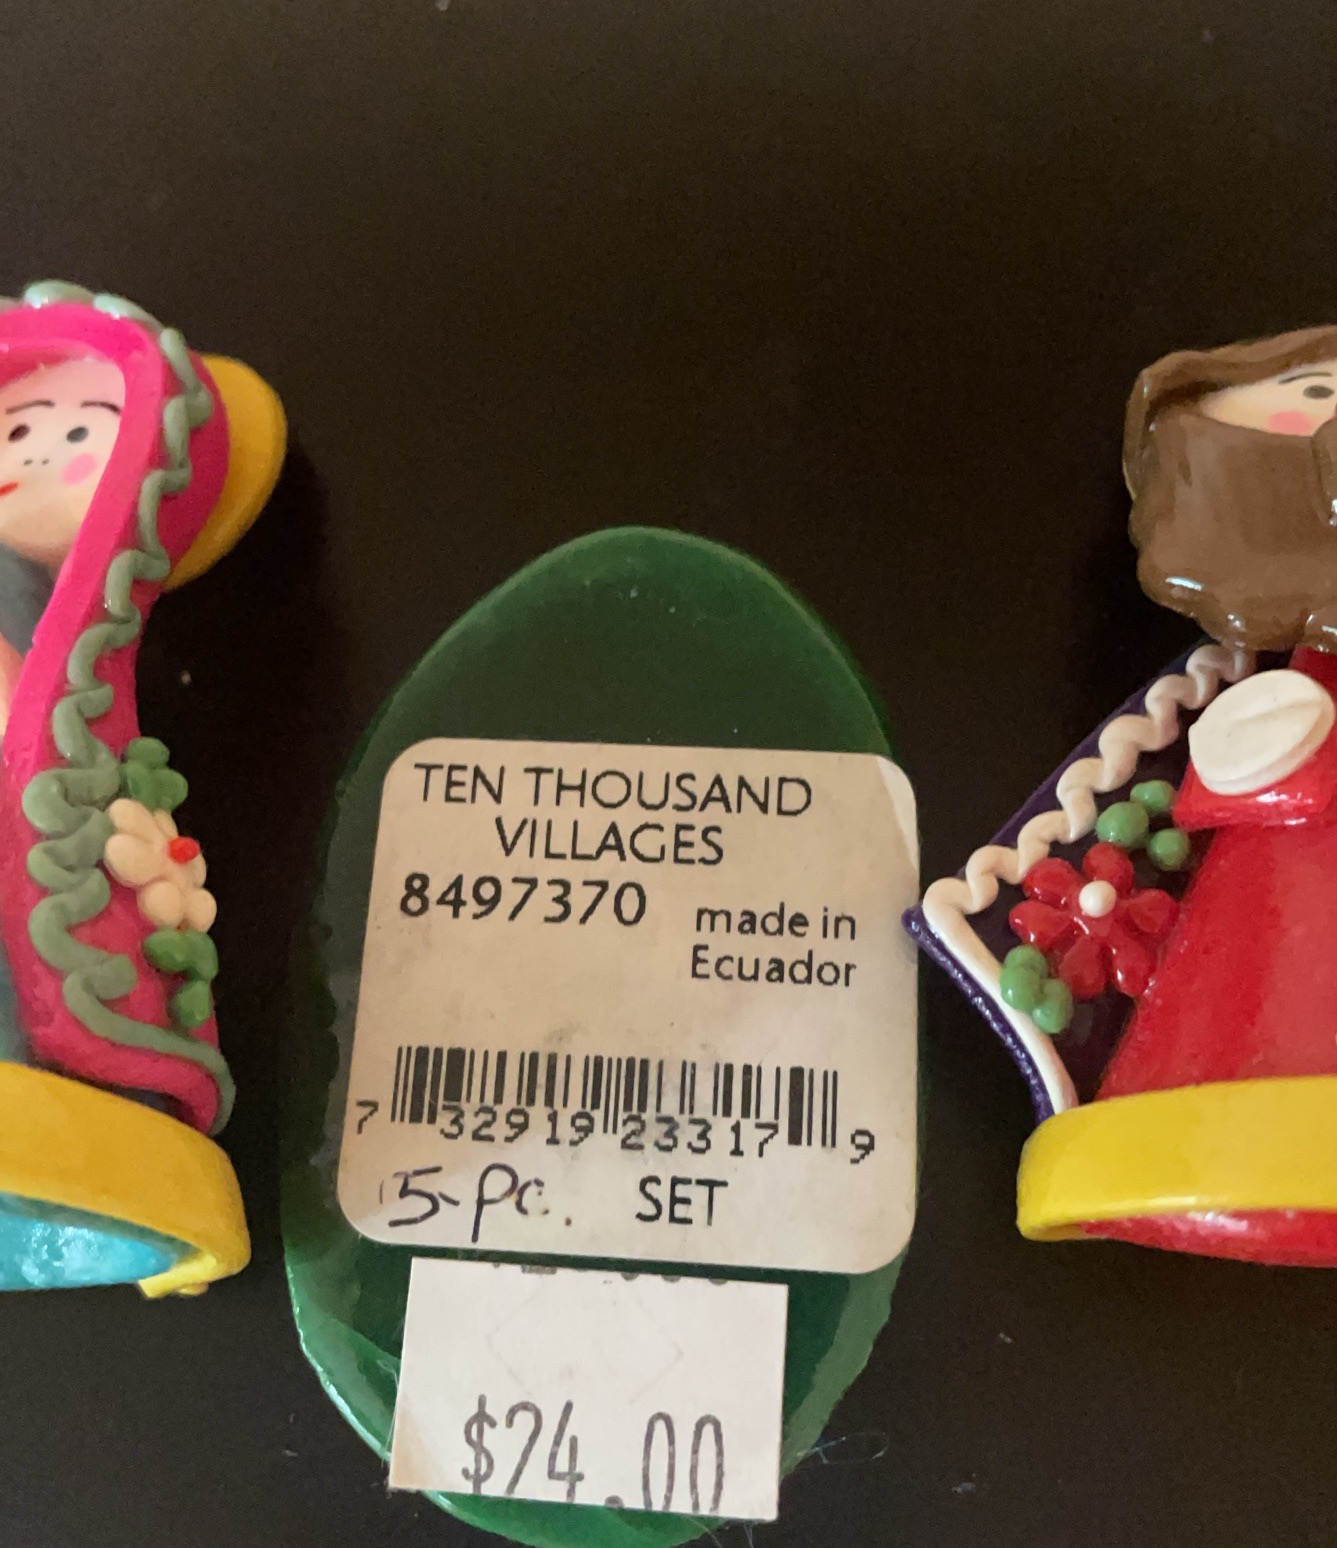 TEN THOUSAND
VILLAGES
8497370 made in
Ecuador
7 32919 23317 9
5-pc. SET
$24.00